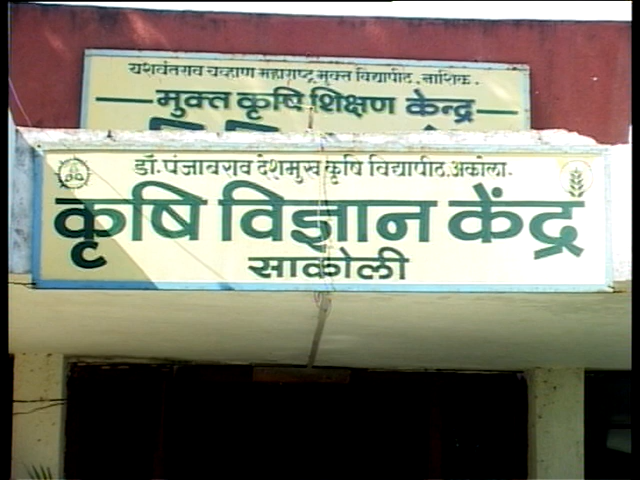 यशवंतराव चव्हाण महाराष्ट्र मुक्त विद्यापीठ, नाशिक.
मुक्त कृषि शिक्षण केन्द्र
डॉ. पंजाबराव देशमुख कृषि विद्यापीठ, अकोला.
कृषि विज्ञान केंद्र
साकोली